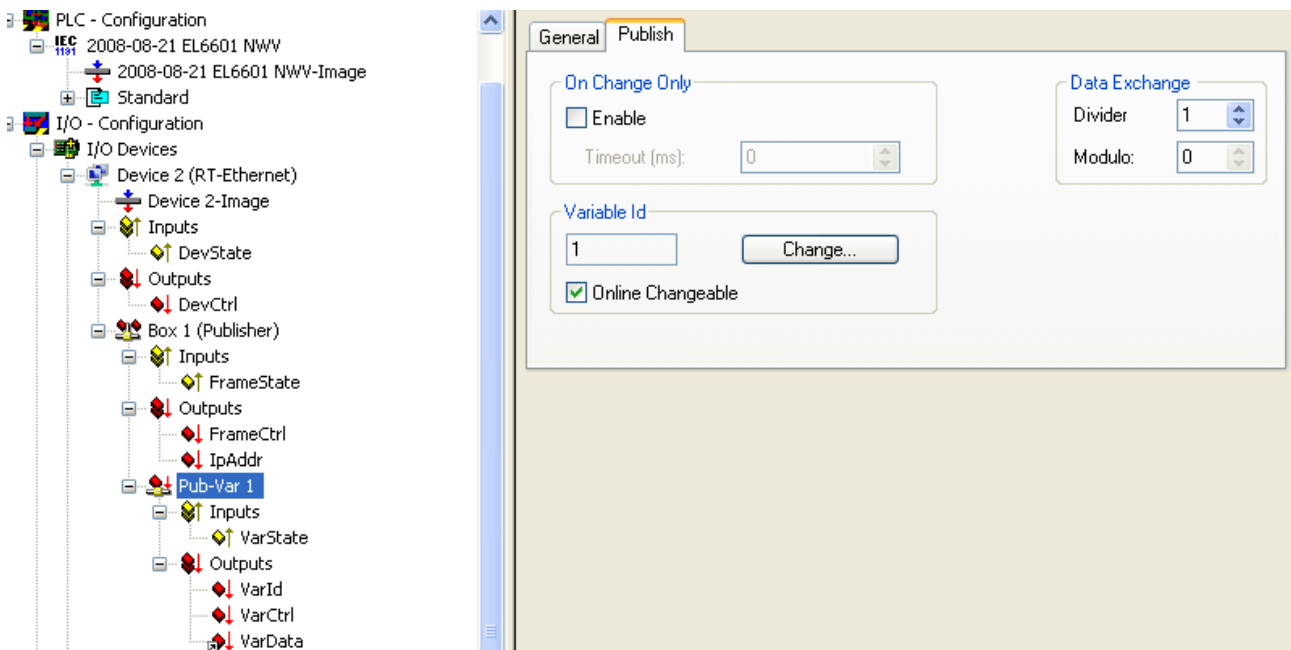 PLC - Configuration
IEC
1131
2008-08-21 EL6601 NWV
2008-08-21 EL6601 NWV-Image
Standard
I/O - Configuration
I/O Devices
Device 2 (RT-Ethernet)
Device 2-Image
Inputs
DevState
Outputs
DevCtrl
Box 1 (Publisher)
Inputs
FrameState
Outputs
FrameCtrl
IpAddr
Pub-Var 1
Inputs
VarState
Outputs
VarId
VarCtrl
VarData
General Publish
On Change Only
Enable
Timeout (ms): 0
Variable Id
1 Change...
Online Changeable
Data Exchange
Divider 1
Modulo: 0